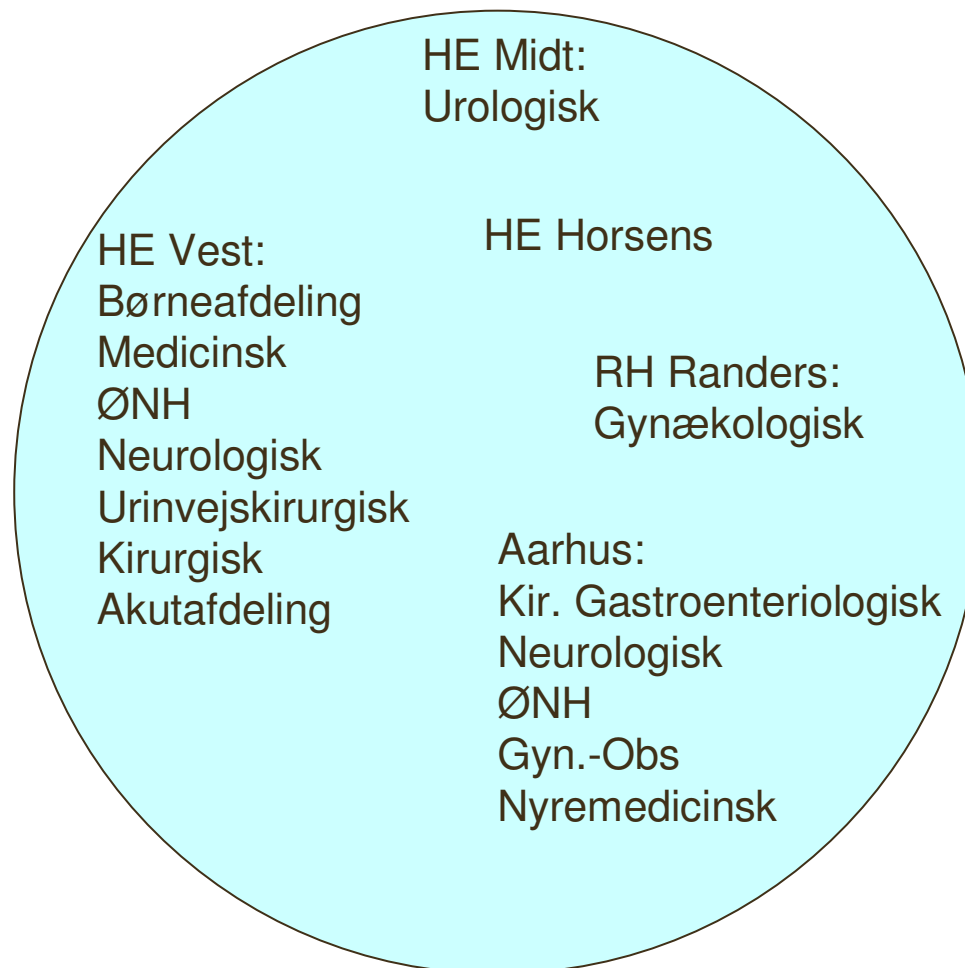 HE Midt:
Urologisk
HE Horsens
HE Vest:
Børneafdeling
Medicinsk
ØNH
Neurologisk
Urinvejskirurgisk
Kirurgisk
Akutafdeling
RH Randers:
Gynækologisk
Aarhus:
Kir. Gastroenteriologisk
Neurologisk
ØNH
Gyn.-Obs
Nyremedicinsk